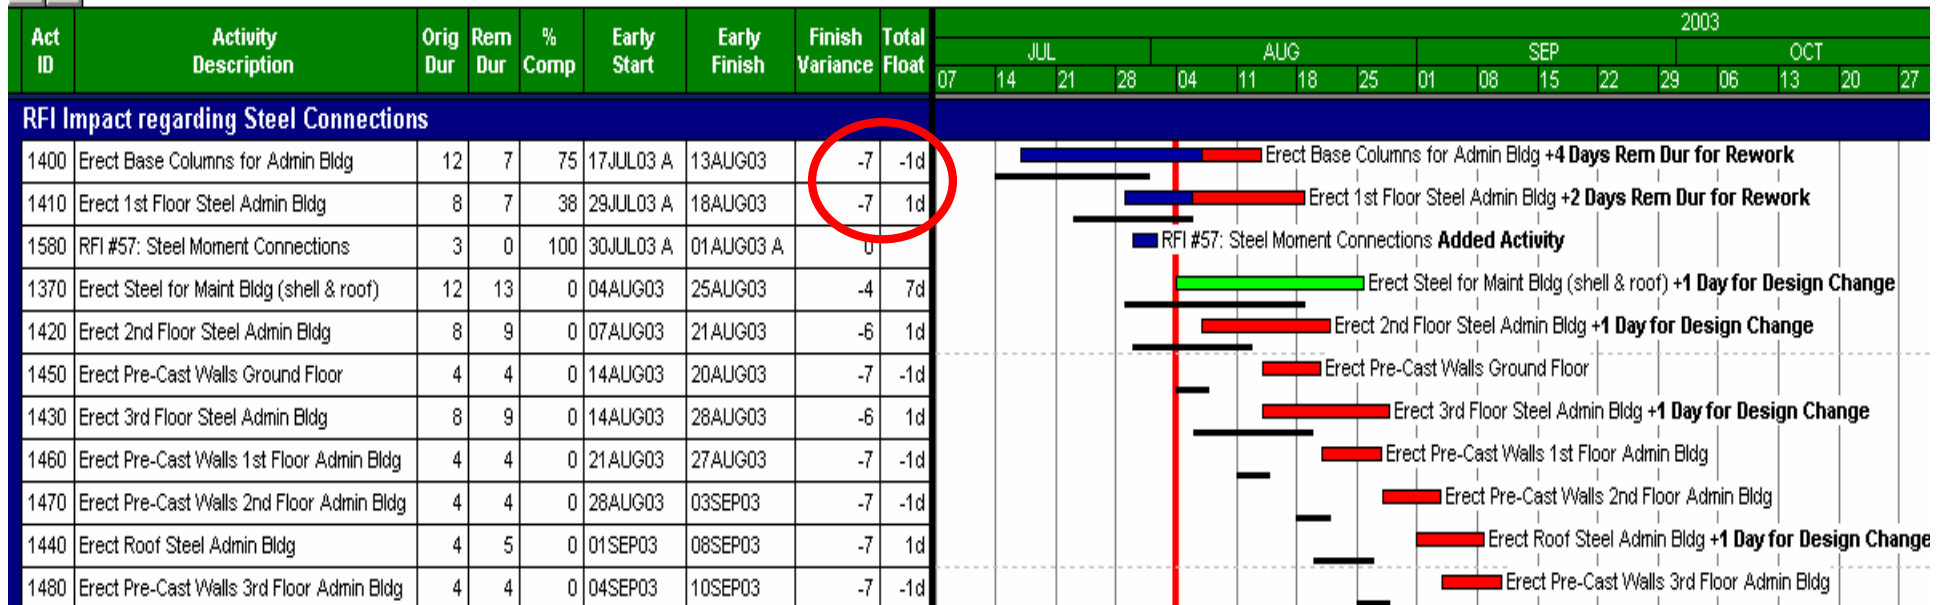 2003
Act ID Activity Description Orig Dur Rem Dur % Comp Early Start Early Finish Finish Variance Total Float
JUL AUG SEP OCT
07 14 21 28 04 11 18 25 01 08 15 22 29 06 13 20 27
RFI Impact regarding Steel Connections
1400 Erect Base Columns for Admin Bldg 12 7 75 17JUL03 A 13AUG03 -7 -1d Erect Base Columns for Admin Bldg +4 Days Rem Dur for Rework
1410 Erect 1st Floor Steel Admin Bldg 8 7 38 29JUL03 A 18AUG03 -7 1d Erect 1st Floor Steel Admin Bldg +2 Days Rem Dur for Rework
1580 RFI #57: Steel Moment Connections 3 0 100 30JUL03 A 01AUG03 A 0 RFI #57: Steel Moment Connections Added Activity
1370 Erect Steel for Maint Bldg (shell & roof) 12 13 0 04AUG03 25AUG03 -4 7d Erect Steel for Maint Bldg (shell & roof) +1 Day for Design Change
1420 Erect 2nd Floor Steel Admin Bldg 8 9 0 07AUG03 21AUG03 -6 1d Erect 2nd Floor Steel Admin Bldg +1 Day for Design Change
1450 Erect Pre-Cast Walls Ground Floor 4 4 0 14AUG03 20AUG03 -7 -1d Erect Pre-Cast Walls Ground Floor
1430 Erect 3rd Floor Steel Admin Bldg 8 9 0 14AUG03 28AUG03 -6 1d Erect 3rd Floor Steel Admin Bldg +1 Day for Design Change
1460 Erect Pre-Cast Walls 1st Floor Admin Bldg 4 4 0 21AUG03 27AUG03 -7 -1d Erect Pre-Cast Walls 1st Floor Admin Bldg
1470 Erect Pre-Cast Walls 2nd Floor Admin Bldg 4 4 0 28AUG03 03SEP03 -7 -1d Erect Pre-Cast Walls 2nd Floor Admin Bldg
1440 Erect Roof Steel Admin Bldg 4 5 0 01SEP03 08SEP03 -7 1d Erect Roof Steel Admin Bldg +1 Day for Design Change
1480 Erect Pre-Cast Walls 3rd Floor Admin Bldg 4 4 0 04SEP03 10SEP03 -7 -1d Erect Pre-Cast Walls 3rd Floor Admin Bldg